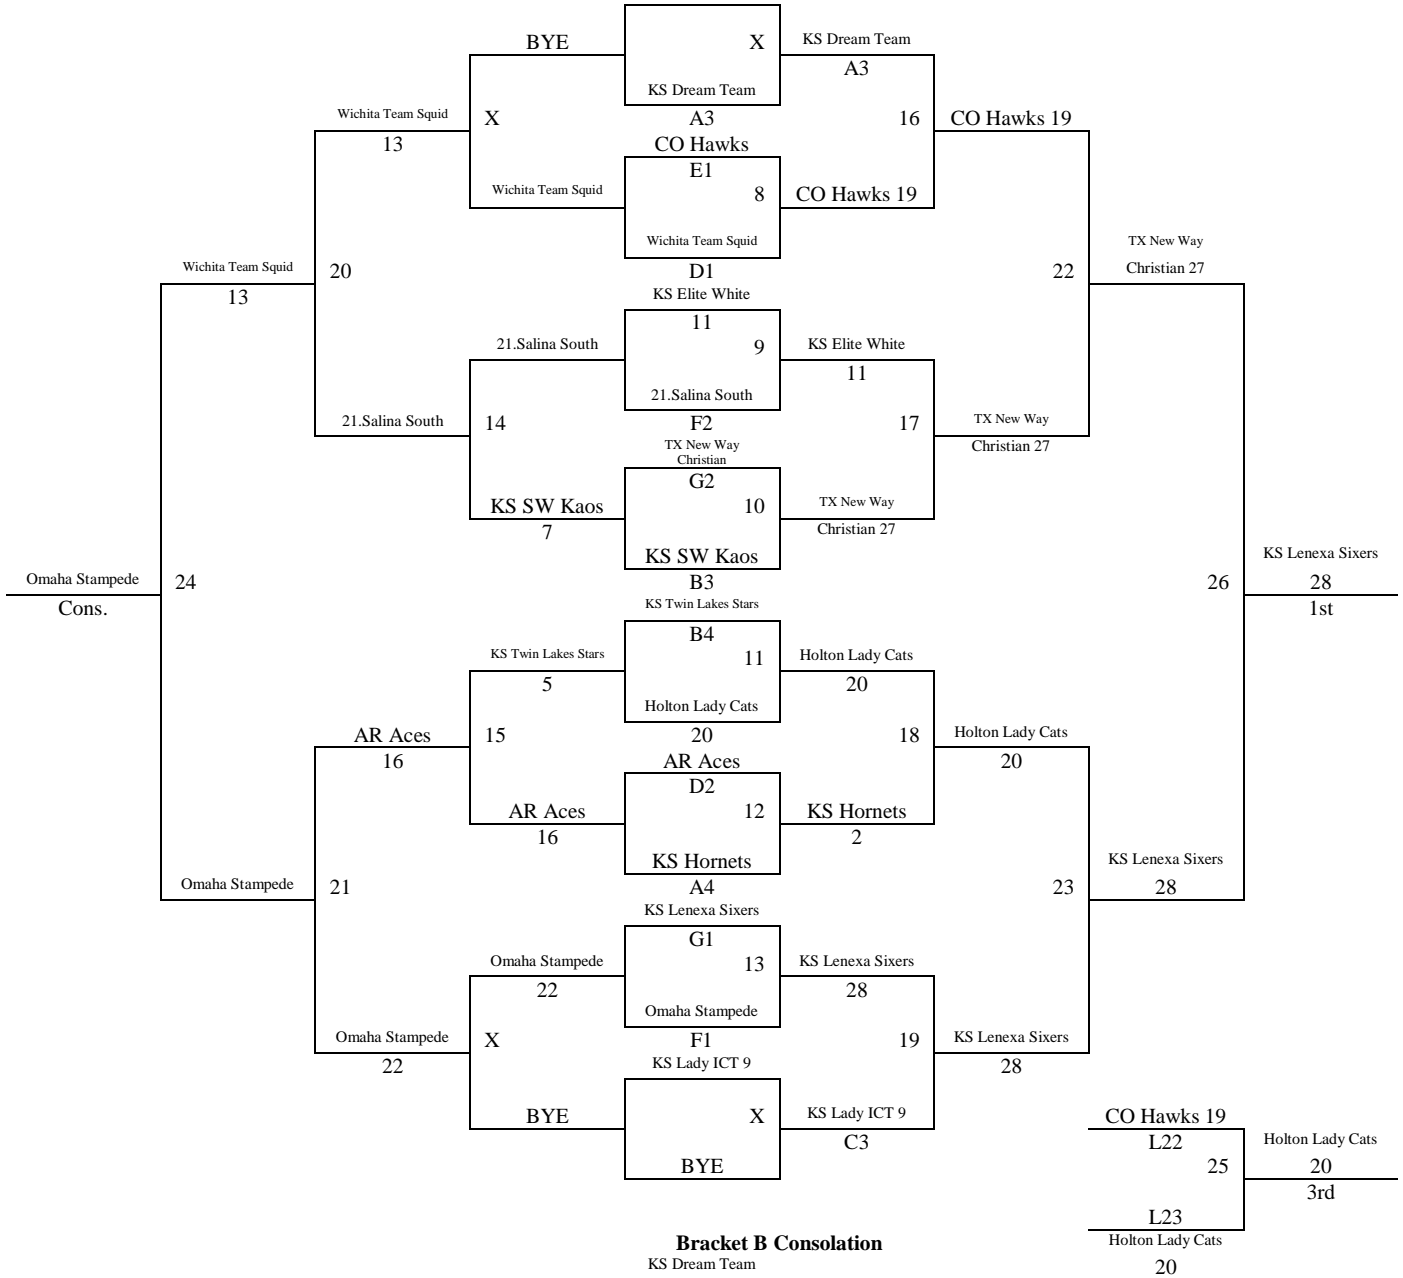 BYE
X
KS Dream Team
KS Dream Team
A3
Wichita Team Squid
X
A3
16
CO Hawks 19
13
CO Hawks
E1
Wichita Team Squid
8
CO Hawks 19
Wichita Team Squid
TX New Way
Wichita Team Squid
20
D1
22
Christian 27
13
KS Elite White
11
21.Salina South
9
KS Elite White
11
21.Salina South
21.Salina South
14
F2
17
TX New Way
TX New Way
Christian
Christian 27
G2
KS SW Kaos
10
TX New Way
7
Christian 27
KS SW Kaos
KS Lenexa Sixers
Omaha Stampede
24
B3
26
28
Cons.
KS Twin Lakes Stars
1st
B4
KS Twin Lakes Stars
11
Holton Lady Cats
5
20
Holton Lady Cats
AR Aces
15
20
18
Holton Lady Cats
16
AR Aces
20
D2
AR Aces
12
KS Hornets
16
2
KS Hornets
KS Lenexa Sixers
Omaha Stampede
21
A4
23
28
KS Lenexa Sixers
G1
Omaha Stampede
13
KS Lenexa Sixers
22
28
Omaha Stampede
Omaha Stampede
X
F1
19
KS Lenexa Sixers
22
KS Lady ICT 9
28
BYE
X
KS Lady ICT 9
CO Hawks 19
C3
L22
Holton Lady Cats
BYE
25
20
3rd
L23
Bracket B Consolation
Holton Lady Cats
KS Dream Team
20